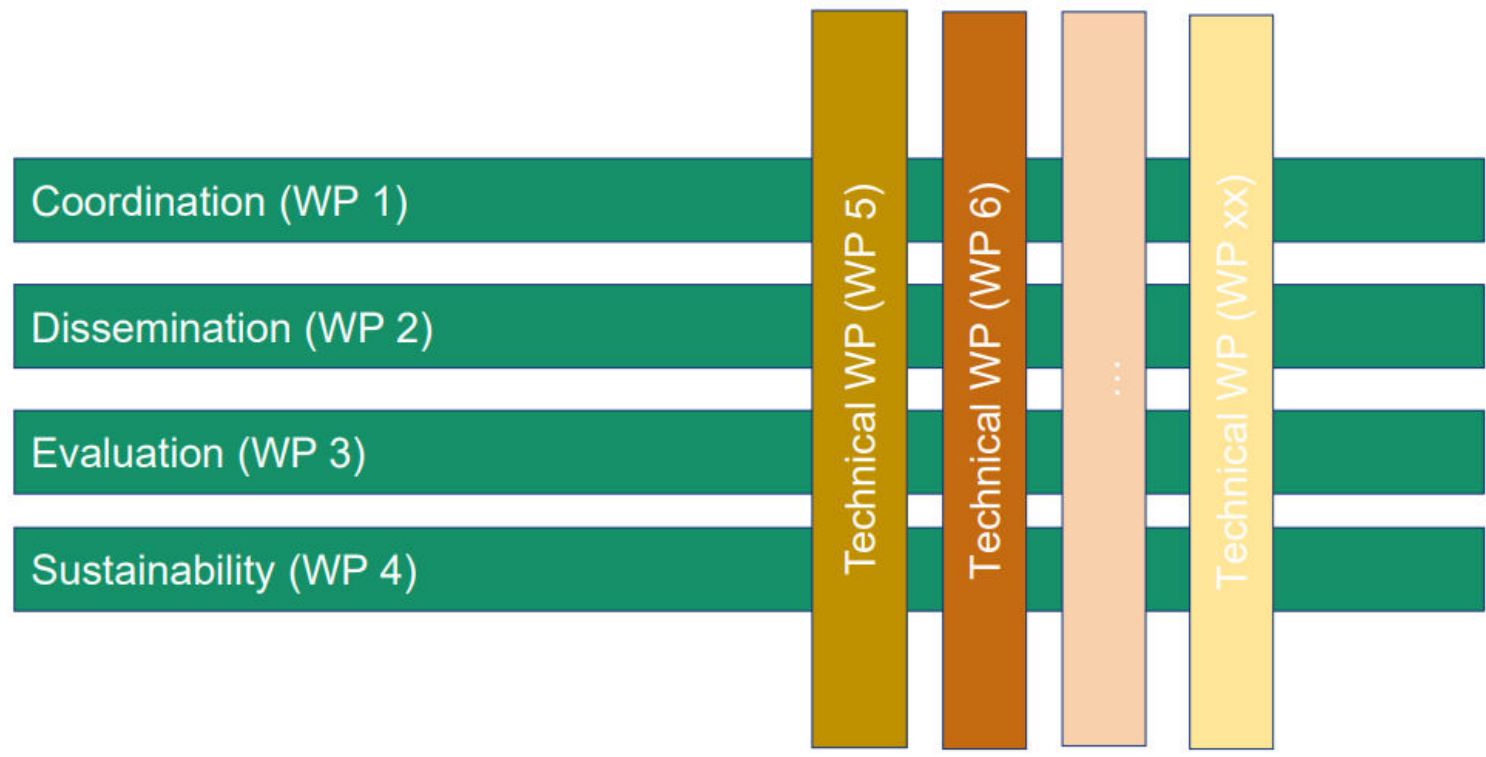 Coordination (WP 1)
Dissemination (WP 2)
Evaluation (WP 3)
Sustainability (WP 4)
Technical WP (WP 5)
Technical WP (WP 6)
...
Technical WP (WP xx)